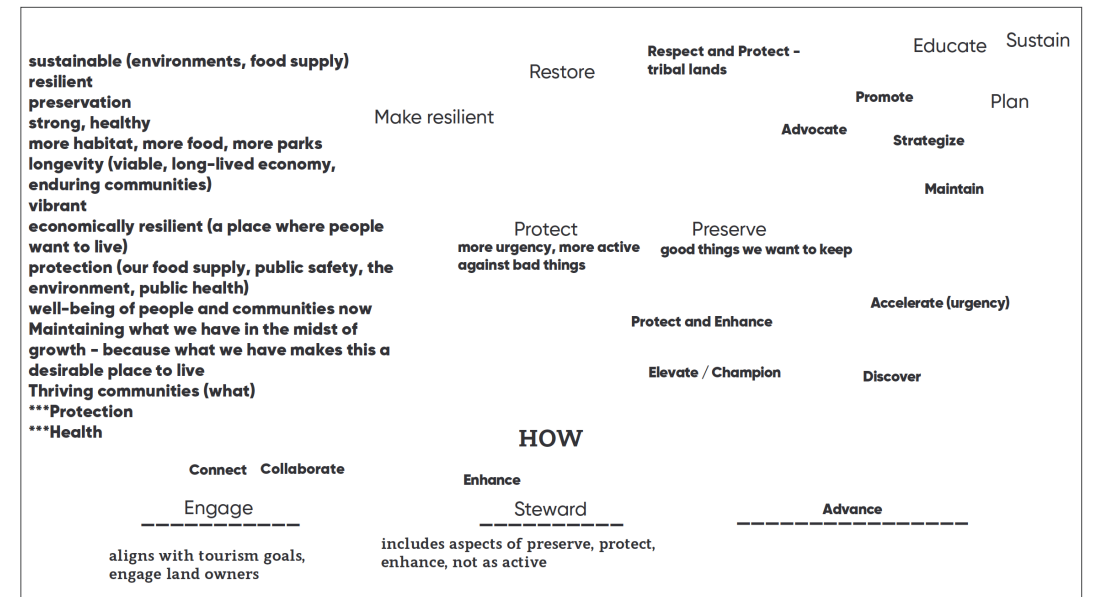 sustainable (environments, food supply)
resilient
preservation
strong, healthy
more habitat, more food, more parks
longevity (viable, long-lived economy,
enduring communities)
vibrant
economically resilient (a place where people
want to live)
protection (our food supply, public safety, the
environment, public health)
well-being of people and communities now
Maintaining what we have in the midst of
growth - because what we have makes this a
desirable place to live
Thriving communities (what)
***Protection
***Health
Make resilient
Restore
Respect and Protect -
tribal lands
Educate
Sustain
Promote
Plan
Advocate
Strategize
Maintain
Protect
more urgency, more active
against bad things
Preserve
good things we want to keep
Accelerate (urgency)
Protect and Enhance
Elevate / Champion
Discover
HOW
Connect
Collaborate
Enhance
Engage
Steward
Advance
aligns with tourism goals,
engage land owners
includes aspects of preserve, protect,
enhance, not as active